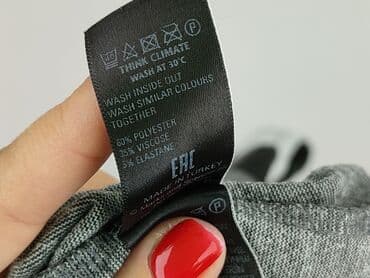 THINK CLIMATE
WASH AT 30°C
WASH INSIDE OUT
WASH SIMILAR COLOURS
TOGETHER
60% POLYESTER
35% VISCOSE
5% ELASTANE
EAC
MADE IN TURKEY